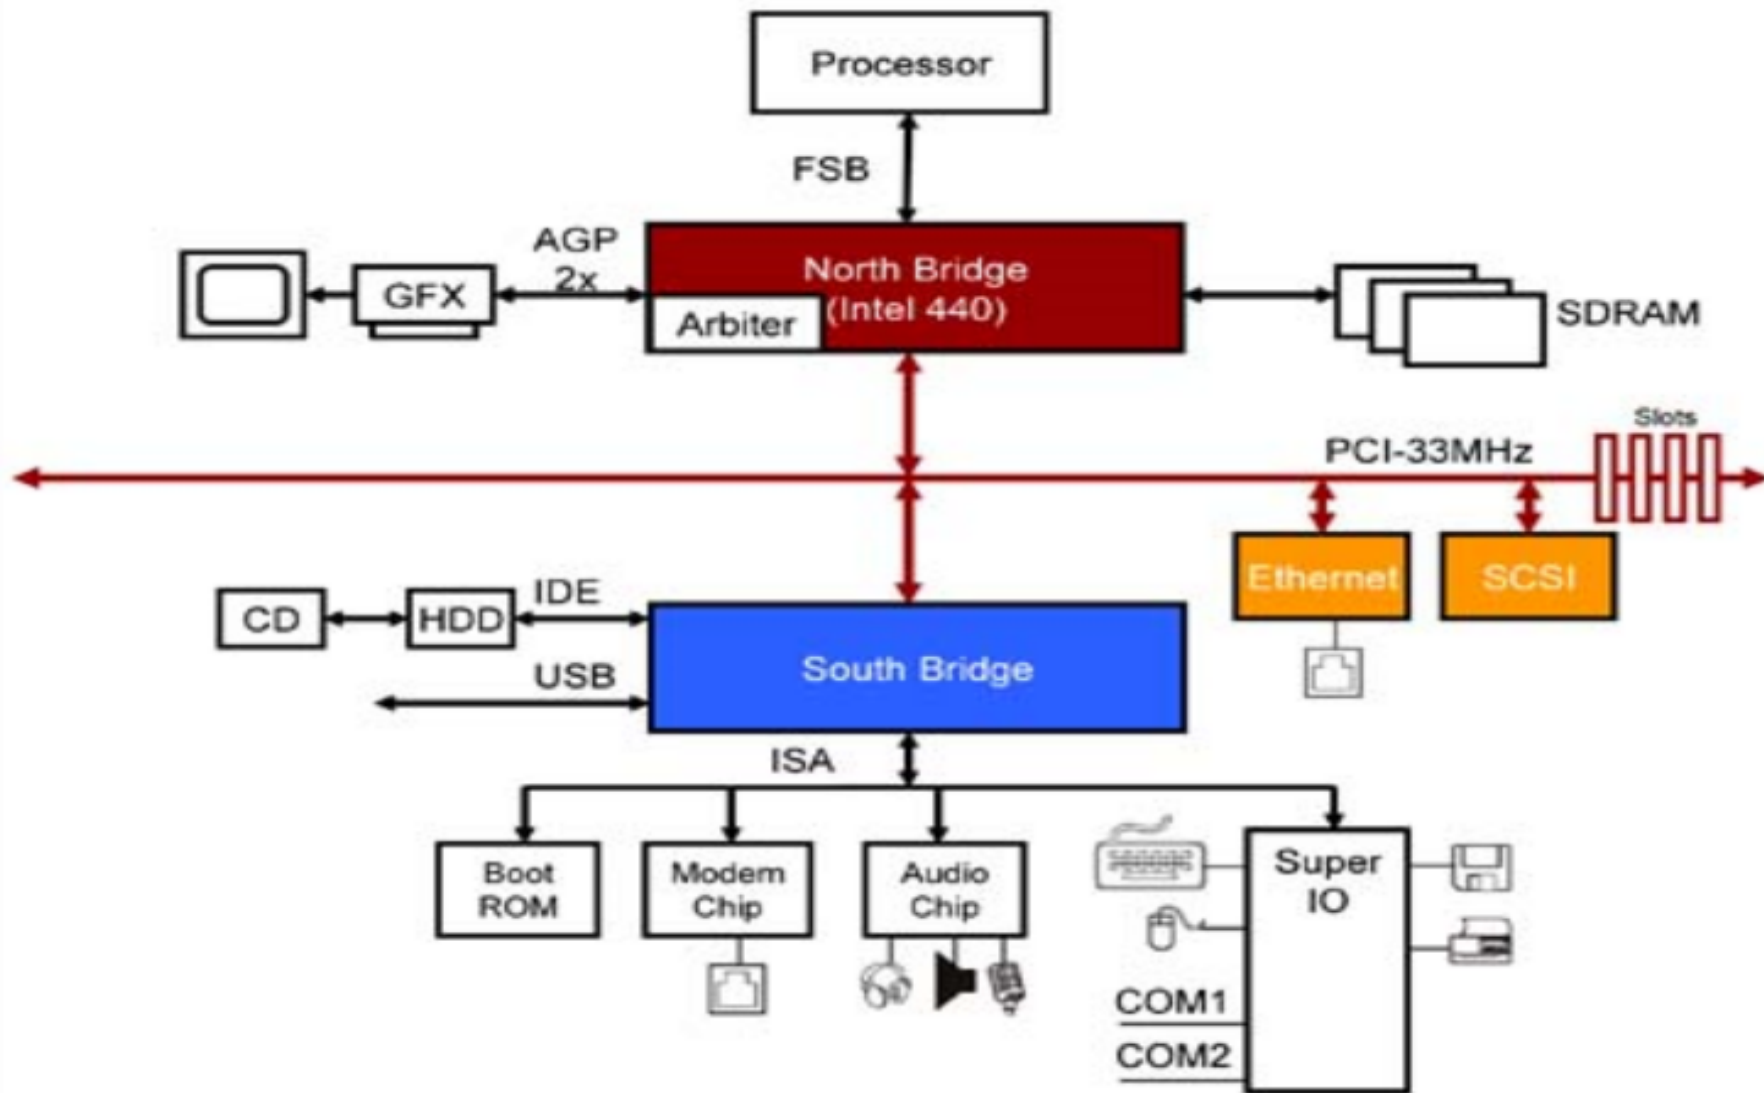 Processor
FSB
AGP
2x
GFX
North Bridge
(Intel 440)
Arbiter
SDRAM
Slots
PCI-33MHz
Ethernet
SCSI
CD
HDD
IDE
USB
South Bridge
ISA
Boot
ROM
Modem
Chip
Audio
Chip
Super
IO
COM1
COM2